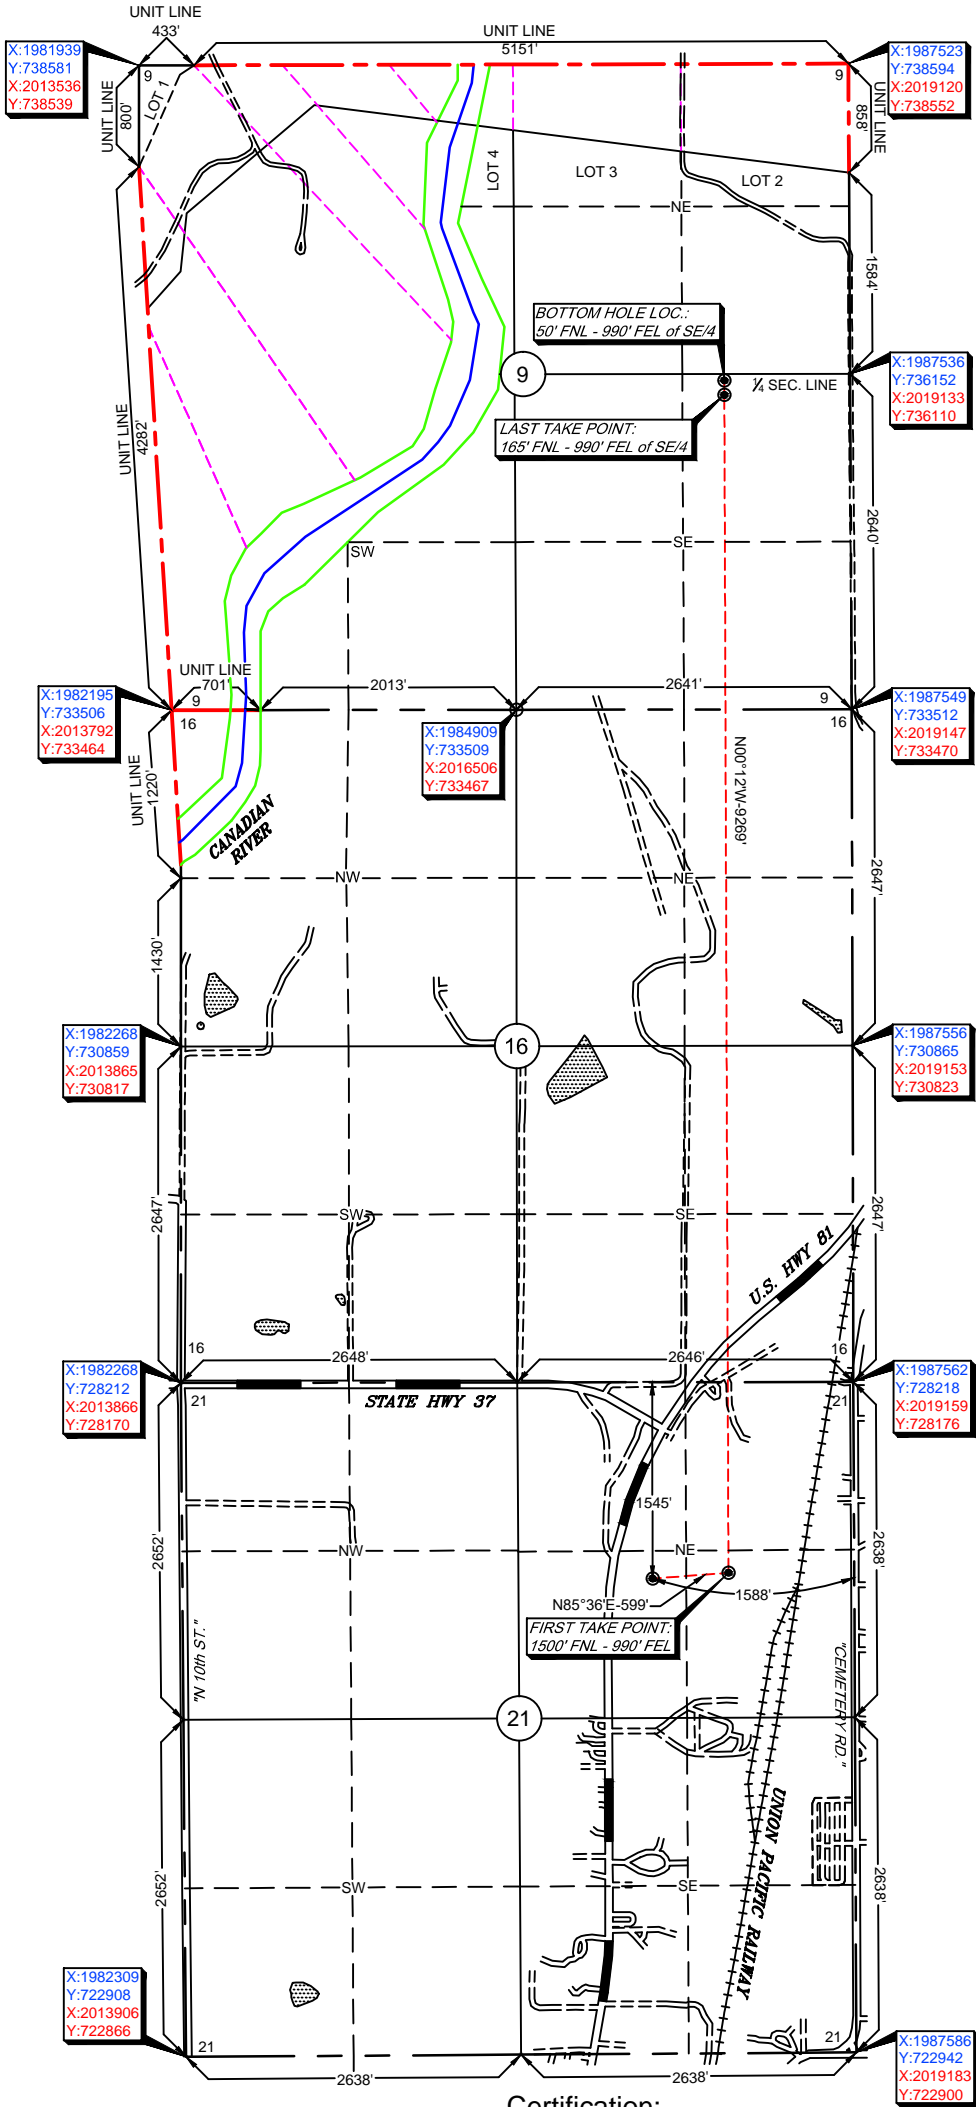 UNIT LINE
433'
UNIT LINE
5151'
X:1981939
Y:738581
X:2013536
Y:738539
X:1987523
Y:738594
X:2019120
Y:738552
9
9
UNIT LINE
800'
LOT 1
UNIT LINE
858'
LOT 4
LOT 3
LOT 2
NE
1584'
BOTTOM HOLE LOC.:
50' FNL - 990' FEL of SE/4
9
¼ SEC. LINE
X:1987536
Y:736152
X:2019133
Y:736110
LAST TAKE POINT:
165' FNL - 990' FEL of SE/4
UNIT LINE
4282'
2640'
SW
SE
UNIT LINE
701'
2013'
2641'
X:1982195
Y:733506
X:2013792
Y:733464
9
16
9
16
X:1984909
Y:733509
X:2016506
Y:733467
X:1987549
Y:733512
X:2019147
Y:733470
N00°12'W-9269'
UNIT LINE
1220'
CANADIAN
RIVER
NW
NE
2647'
1430'
X:1982268
Y:730859
X:2013865
Y:730817
16
X:1987556
Y:730865
X:2019153
Y:730823
2647'
SW
SE
2647'
U.S. HWY 81
16
2648'
2646'
16
X:1982268
Y:728212
X:2013866
Y:728170
X:1987562
Y:728218
X:2019159
Y:728176
21
STATE HWY 37
21
1545'
2652'
NW
NE
2638'
N85°36'E-599'
1588'
FIRST TAKE POINT:
1500' FNL - 990' FEL
"N 10th ST."
"CEMETERY RD."
21
UNION PACIFIC RAILWAY
2652'
SW
SE
2638'
X:1982309
Y:722908
X:2013906
Y:722866
21
21
X:1987586
Y:722942
X:2019183
Y:722900
2638'
2638'
Certification: